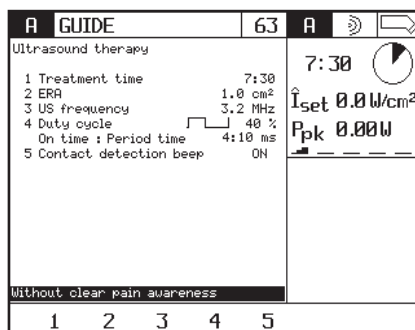 A GUIDE 63
Ultrasound therapy
1 Treatment time 7:30
2 ERA 1.0 cm²
3 US frequency 3.2 MHz
4 Duty cycle 40 %
On time : Period time 4:10 ms
5 Contact detection beep ON
Without clear pain awareness
1 2 3 4 5
A
7:30
Îset 0.0 W/cm²
Ppk 0.00W